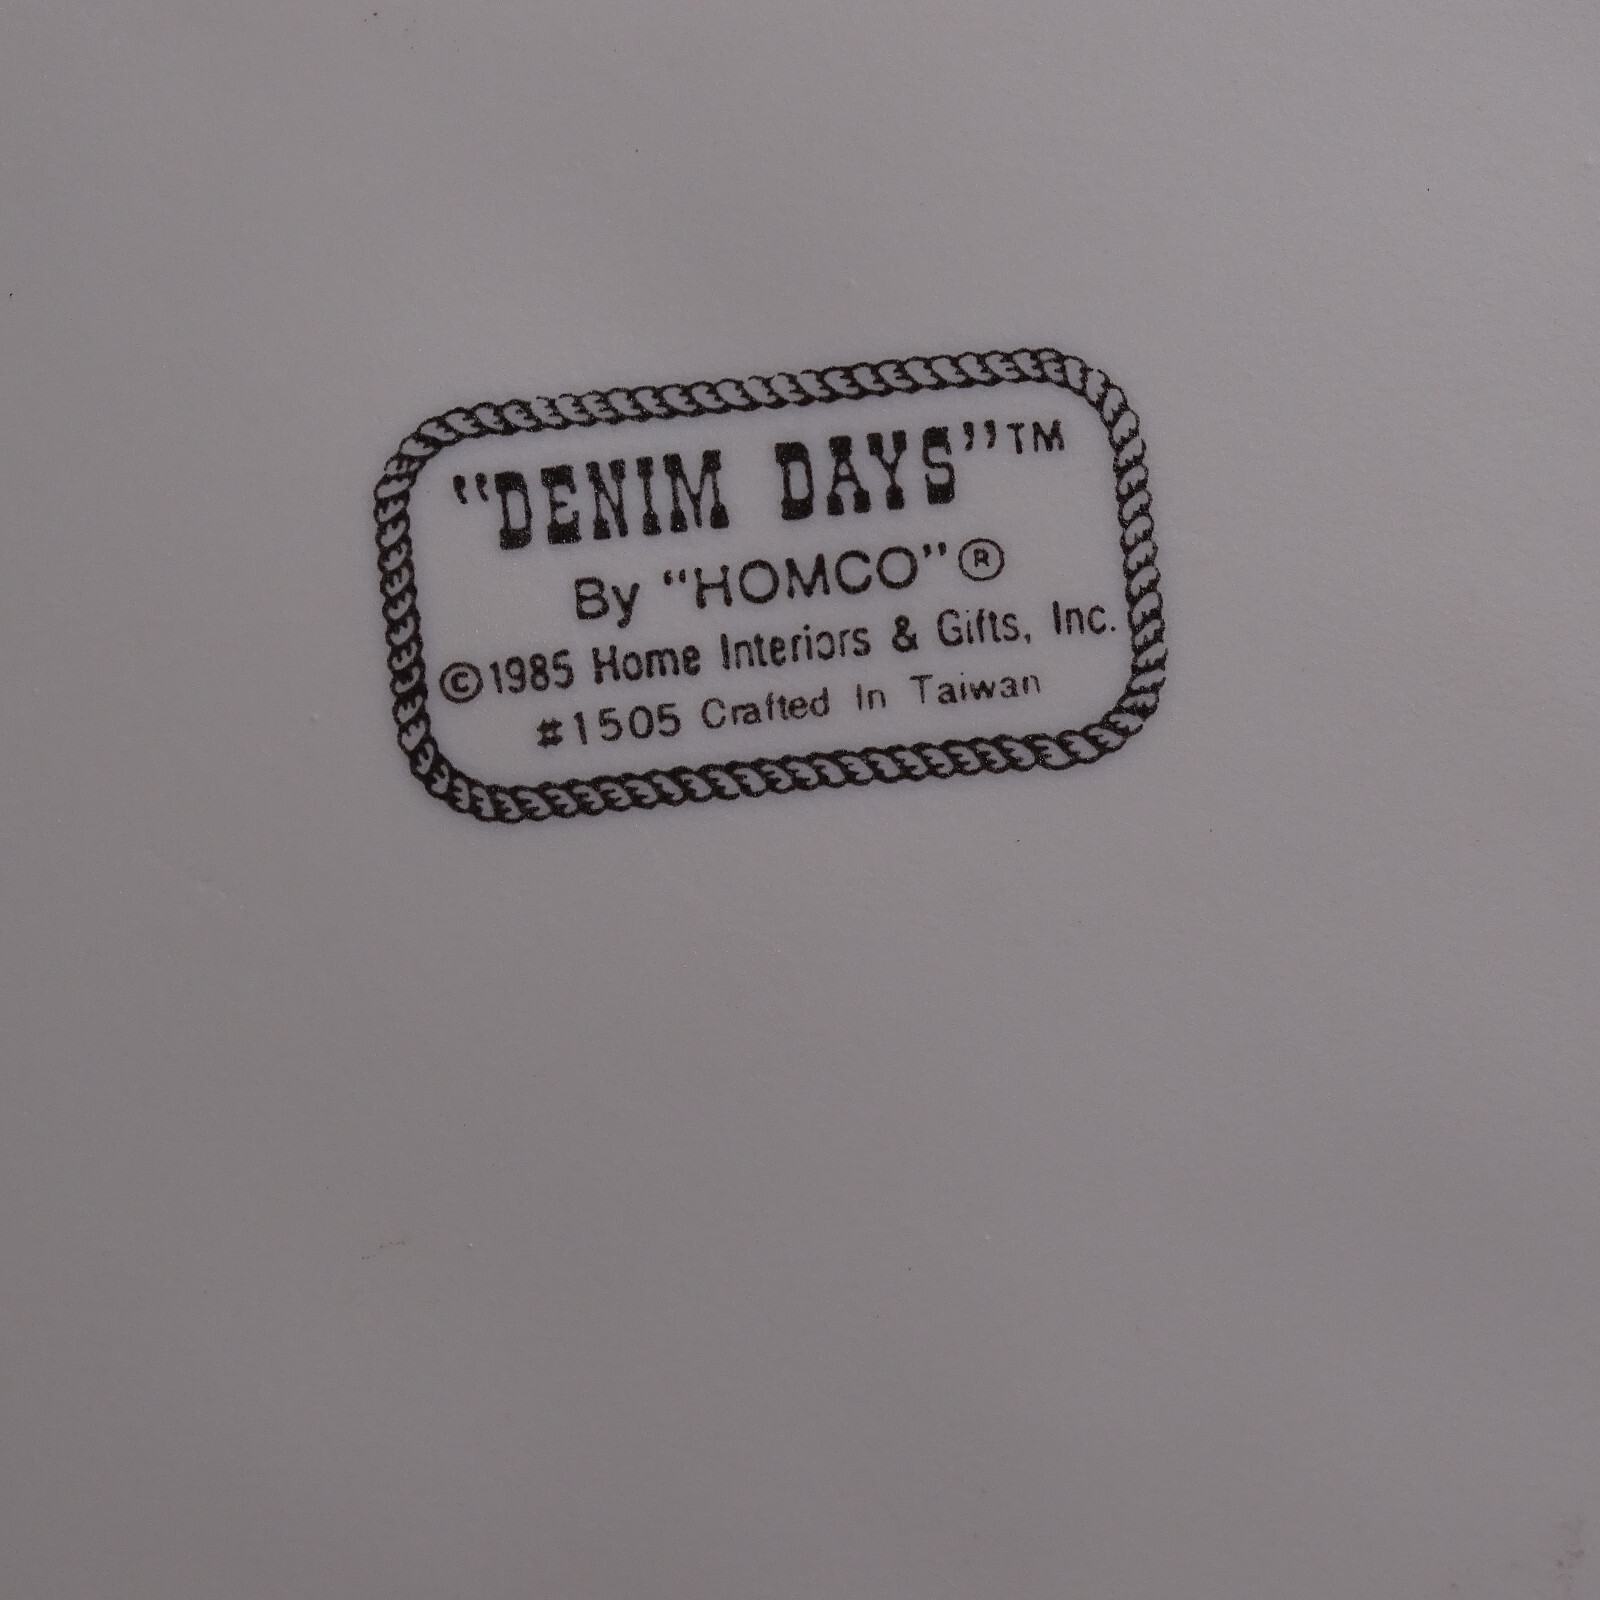 "DENIM DAYS"™
By "HOMCO"®
©1985 Home Interiors & Gifts, Inc.
#1505 Crafted In Taiwan